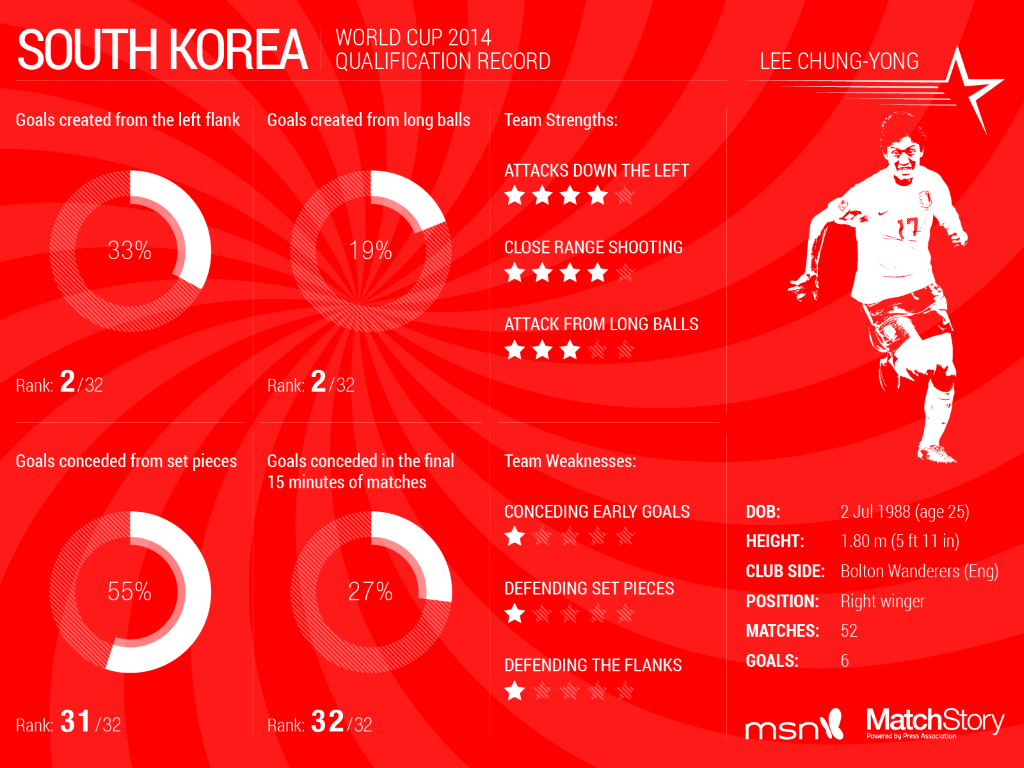 SOUTH KOREA
WORLD CUP 2014
QUALIFICATION RECORD
LEE CHUNG-YONG
Goals created from the left flank
33%
Rank: 2/32
Goals created from long balls
19%
Rank: 2/32
Team Strengths:
ATTACKS DOWN THE LEFT
CLOSE RANGE SHOOTING
ATTACK FROM LONG BALLS
17
Goals conceded from set pieces
55%
Rank: 31/32
Goals conceded in the final
15 minutes of matches
27%
Rank: 32/32
Team Weaknesses:
CONCEDING EARLY GOALS
DEFENDING SET PIECES
DEFENDING THE FLANKS
DOB: 2 Jul 1988 (age 25)
HEIGHT: 1.80 m (5 ft 11 in)
CLUB SIDE: Bolton Wanderers (Eng)
POSITION: Right winger
MATCHES: 52
GOALS: 6
msn
MatchStory
Powered by Press Association